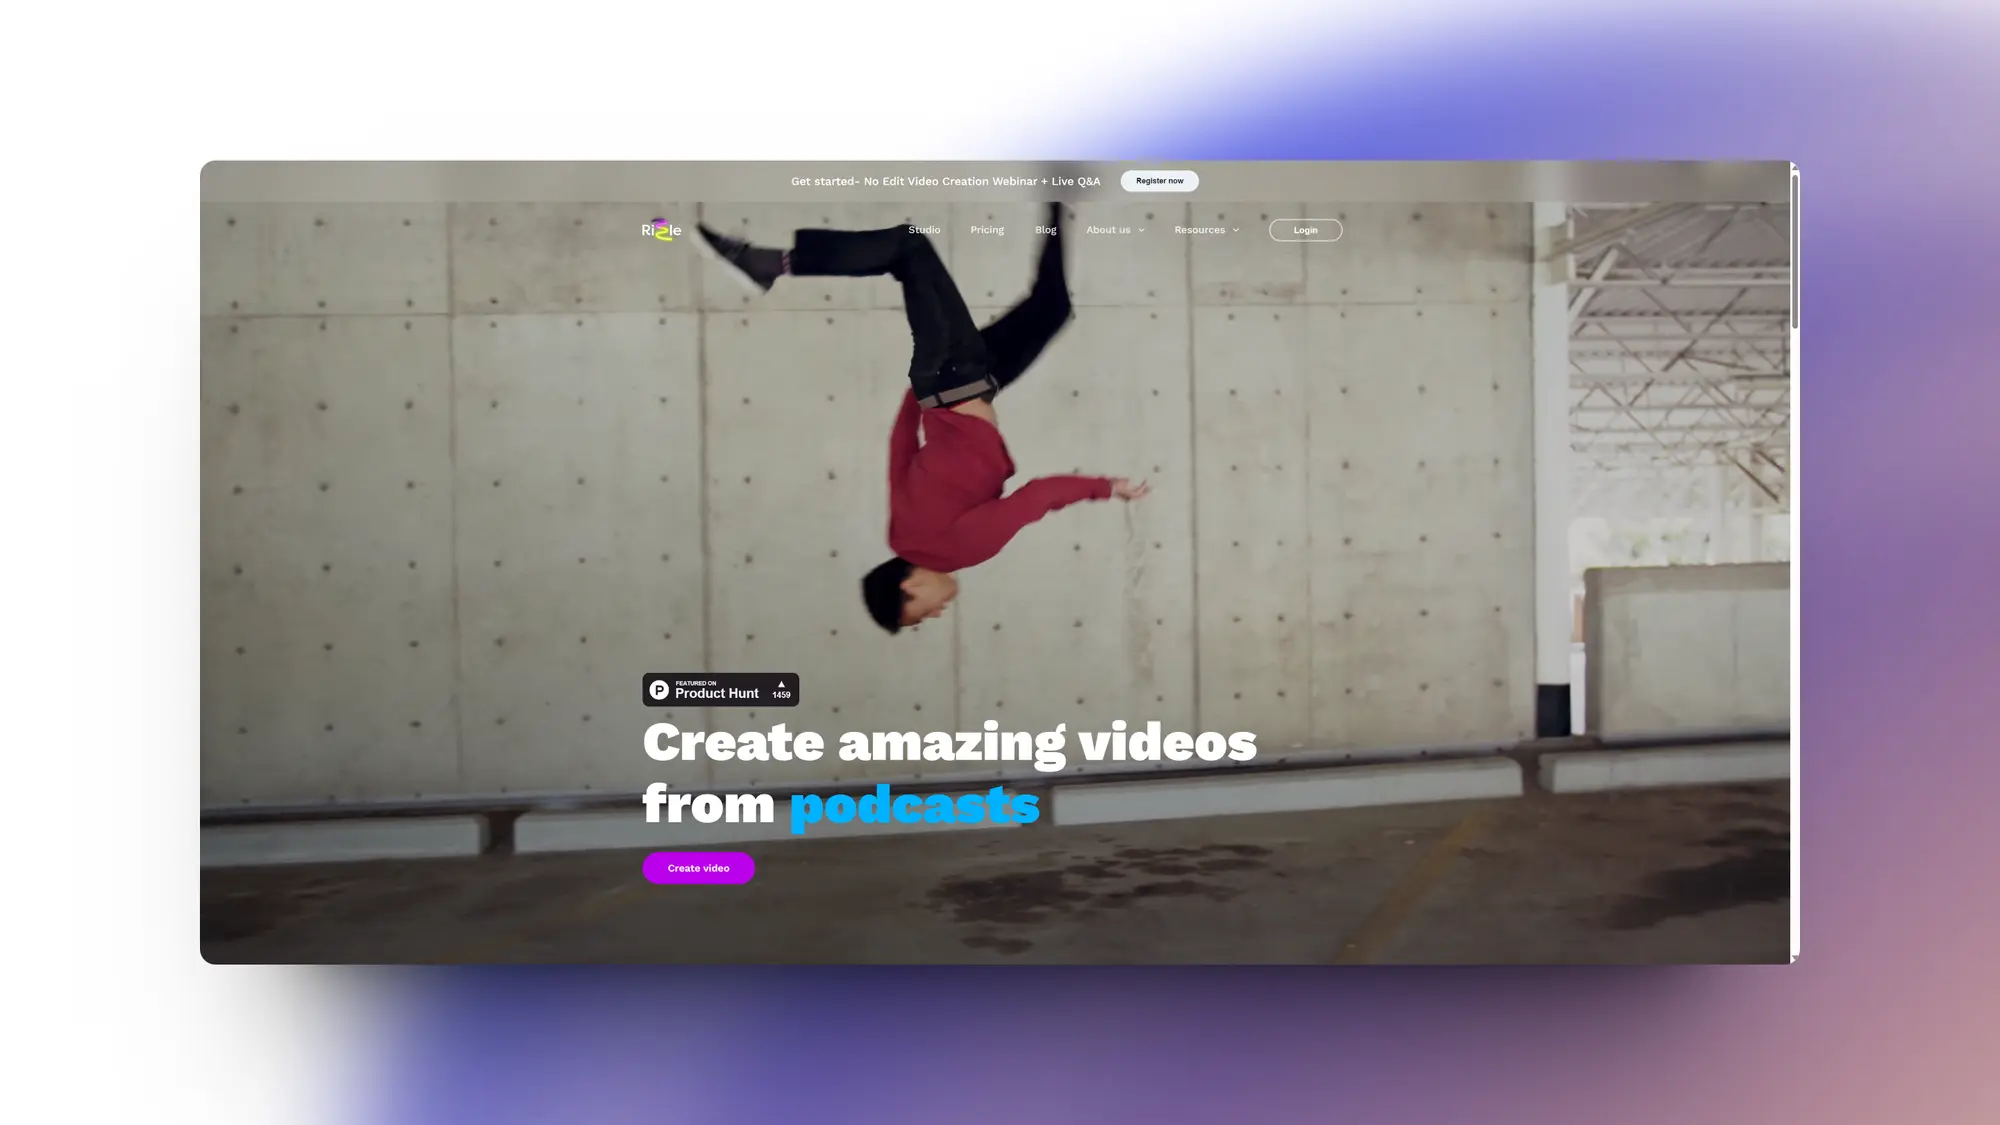 Get started- No Edit Video Creation Webinar + Live Q&A
Register now
Rizzle
Studio
Pricing
Blog
About us
Resources
Login
FEATURED ON
Product Hunt
1459
Create amazing videos
from podcasts
Create video